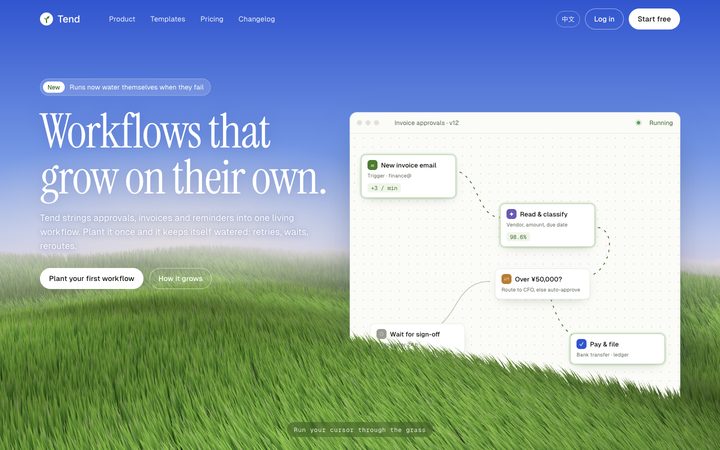 Tend
Product
Templates
Pricing
Changelog
中文
Log in
Start free
New
Runs now water themselves when they fail
Workflows that
grow on their own.
Tend strings approvals, invoices and reminders into one living
workflow. Plant it once and it keeps itself watered: retries, waits,
reroutes.
Plant your first workflow
How it grows
Invoice approvals · v12
Running
New invoice email
Trigger · finance@
+3 / min
Read & classify
Vendor, amount, due date
98.6%
Over ¥50,000?
Route to CFO, else auto-approve
Wait for sign-off
Pay & file
Bank transfer · ledger
Run your cursor through the grass